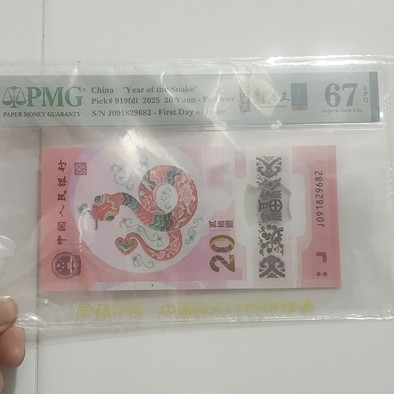 PMG
PAPER MONEY GUARANTY
China 'Year of the Snake'
Pick# 919fdi 2025 20 Yuan - Polymer
S/N J091829682 - First Day of Issue
67 EPQ
中国人民银行
20
贰拾圆
J091829682